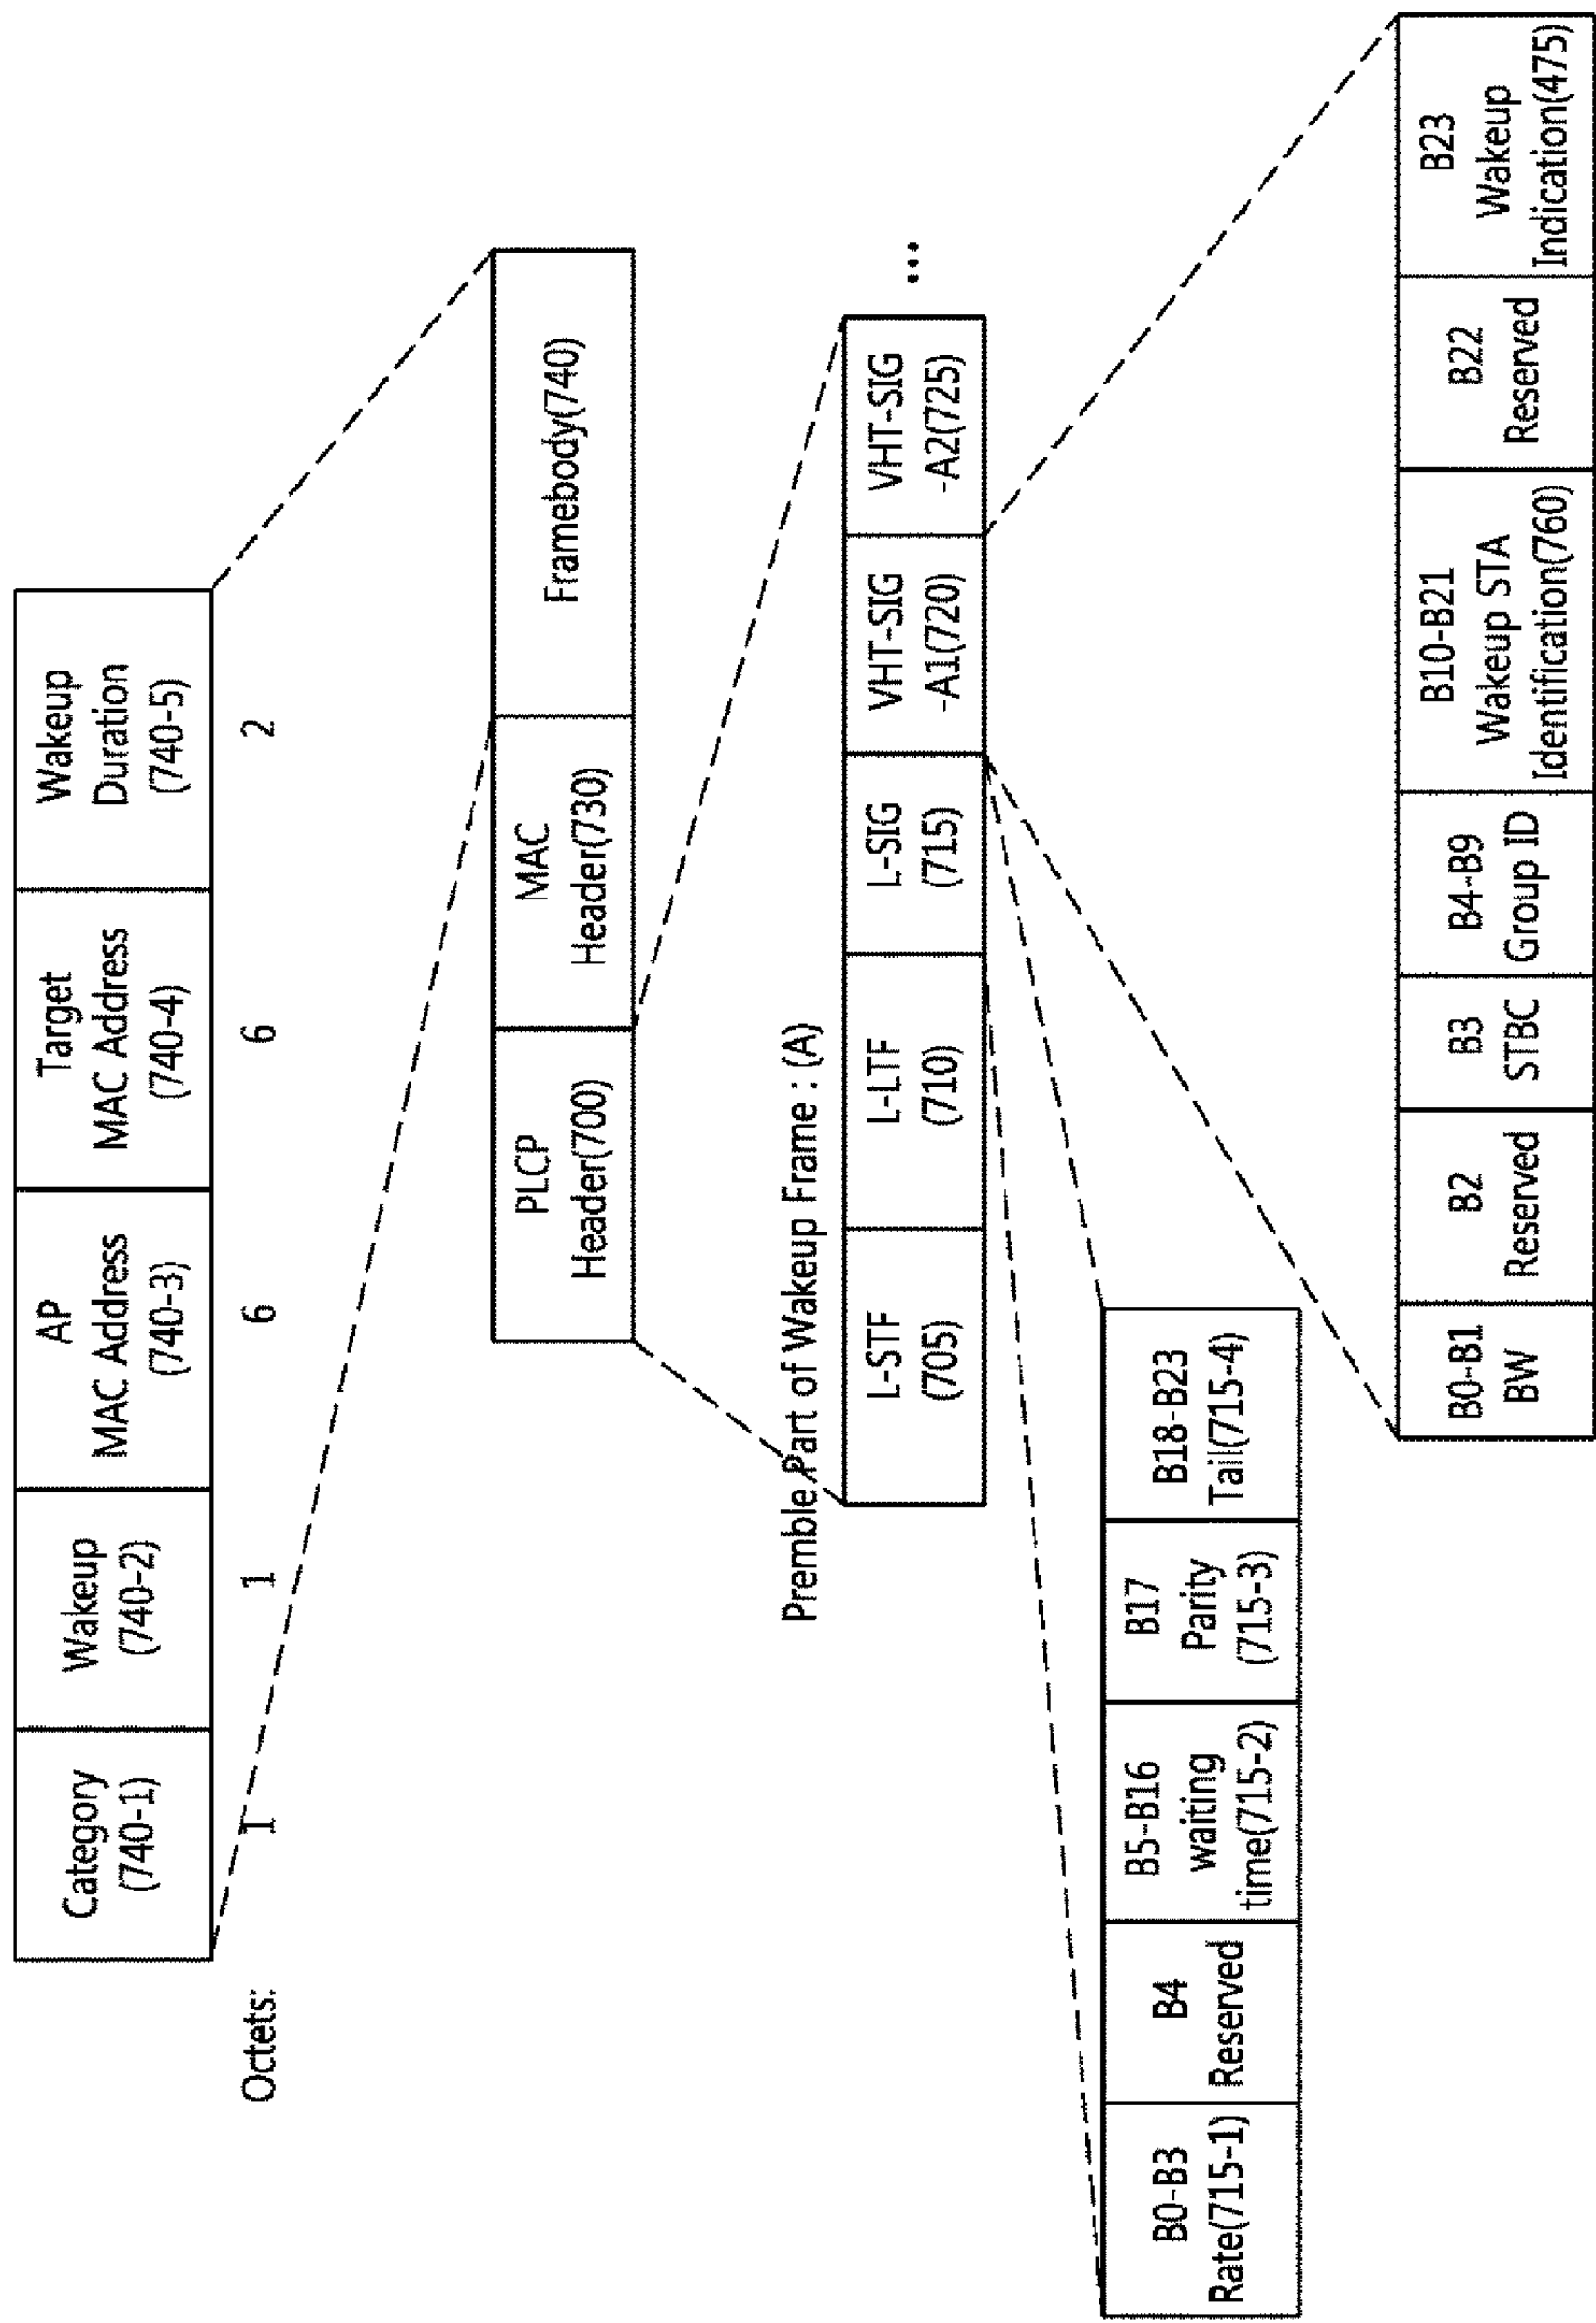 Category
(740-1)
Wakeup
(740-2)
AP
MAC Address
(740-3)
Target
MAC Address
(740-4)
Wakeup
Duration
(740-5)
Octets:
1
1
6
6
2
PLCP
Header(700)
MAC
Header(730)
Framebody(740)
Premble Part of Wakeup Frame : (A)
L-STF
(705)
L-LTF
(710)
L-SIG
(715)
VHT-SIG
-A1(720)
VHT-SIG
-A2(725)
...
B0-B3
Rate(715-1)
B4
Reserved
B5-B16
waiting
time(715-2)
B17
Parity
(715-3)
B18-B23
Tail(715-4)
B0-B1
BW
B2
Reserved
B3
STBC
B4-B9
Group ID
B10-B21
Wakeup STA
Identification(760)
B22
Reserved
B23
Wakeup
Indication(475)